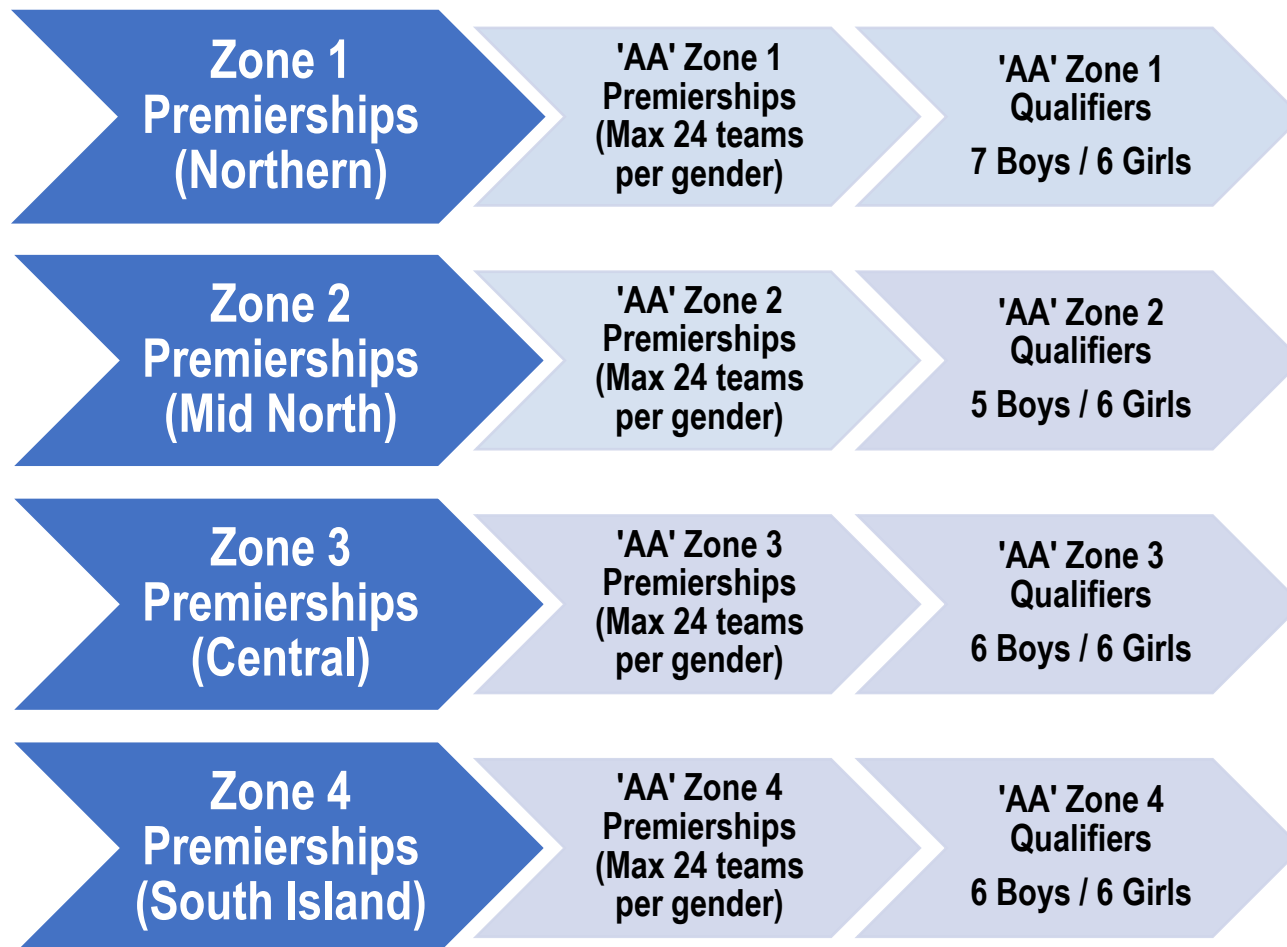 Zone 1
Premierships
(Northern)
'AA' Zone 1
Premierships
(Max 24 teams
per gender)
'AA' Zone 1
Qualifiers
7 Boys / 6 Girls
Zone 2
Premierships
(Mid North)
'AA' Zone 2
Premierships
(Max 24 teams
per gender)
'AA' Zone 2
Qualifiers
5 Boys / 6 Girls
Zone 3
Premierships
(Central)
'AA' Zone 3
Premierships
(Max 24 teams
per gender)
'AA' Zone 3
Qualifiers
6 Boys / 6 Girls
Zone 4
Premierships
(South Island)
'AA' Zone 4
Premierships
(Max 24 teams
per gender)
'AA' Zone 4
Qualifiers
6 Boys / 6 Girls